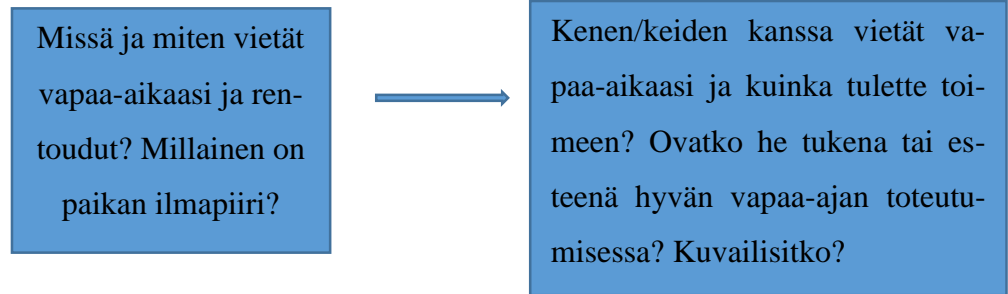 Missä ja miten vietät
vapaa-aikaasi ja ren-
toudut? Millainen on
paikan ilmapiiri?
Kenen/keiden kanssa vietät va-
paa-aikaasi ja kuinka tulette toi-
meen? Ovatko he tukena tai es-
teenä hyvän vapaa-ajan toteutu-
misessa? Kuvailisitko?